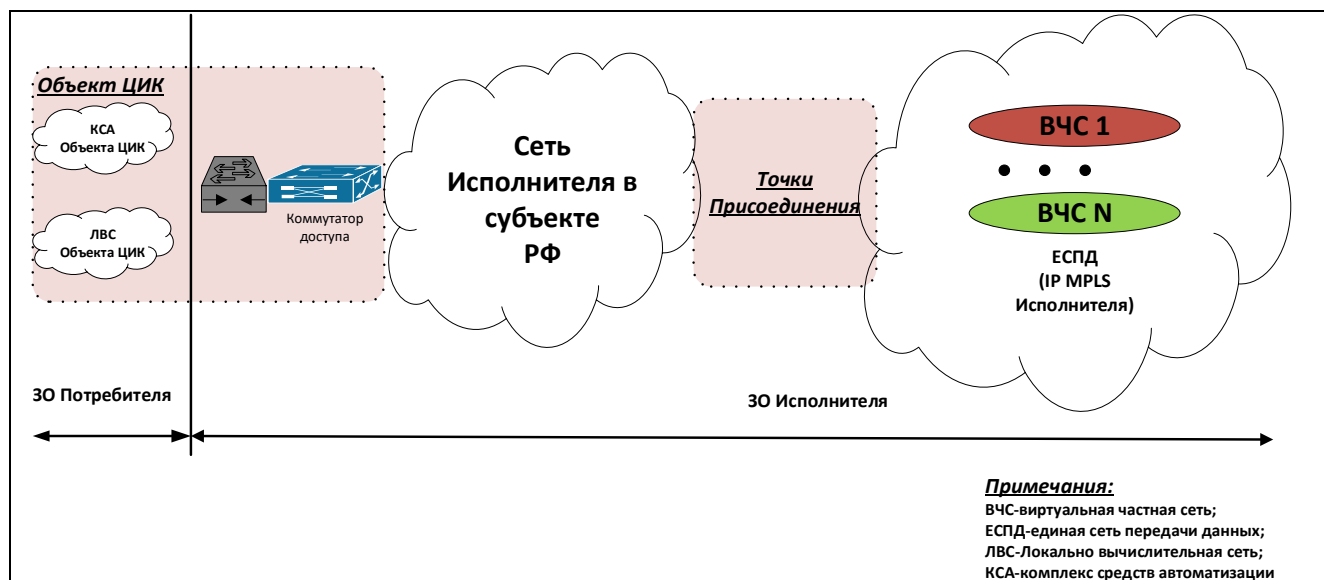 Объект ЦИК
КСА
Объекта ЦИК
ЛВС
Объекта ЦИК
Коммутатор
доступа
Сеть
Исполнителя в
субъекте
РФ
Точки
Присоединения
ВЧС 1
ВЧС N
ЕСПД
(IP MPLS
Исполнителя)
ЗО Потребителя
ЗО Исполнителя
Примечания:
ВЧС-виртуальная частная сеть;
ЕСПД-единая сеть передачи данных;
ЛВС-Локально вычислительная сеть;
КСА-комплекс средств автоматизации